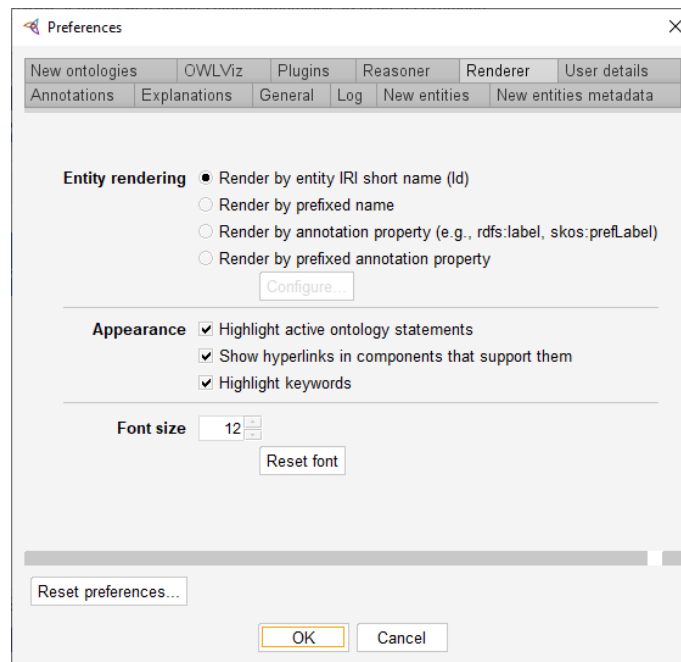 Preferences
New ontologies OWLViz Plugins Reasoner Renderer User details
Annotations Explanations General Log New entities New entities metadata
Entity rendering Render by entity IRI short name (Id)
Render by prefixed name
Render by annotation property (e.g., rdfs:label, skos:prefLabel)
Render by prefixed annotation property
Configure...
Appearance Highlight active ontology statements
Show hyperlinks in components that support them
Highlight keywords
Font size 12
Reset font
Reset preferences...
OK Cancel